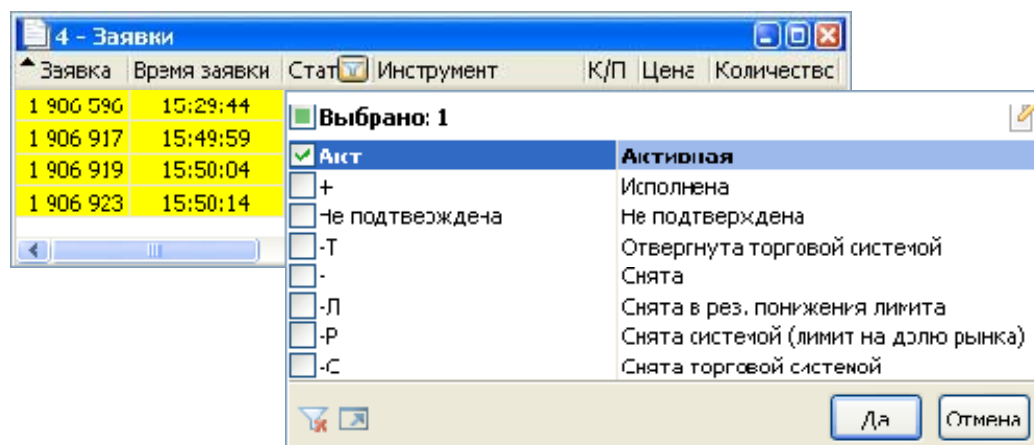 4 - Заявки
Заявка Время заявки Стат Инструмент К/П Цена Количество
1 906 596 15:29:44
1 906 917 15:49:59
1 906 919 15:50:04
1 906 923 15:50:14
Выбрано: 1
Акт Активная
+ Исполнена
Не подтверждена Не подтверждена
-Т Отвергнута торговой системой
- Снята
-Л Снята в рез. понижения лимита
-Р Снята системой (лимит на долю рынка)
-С Снята торговой системой
Да Отмена